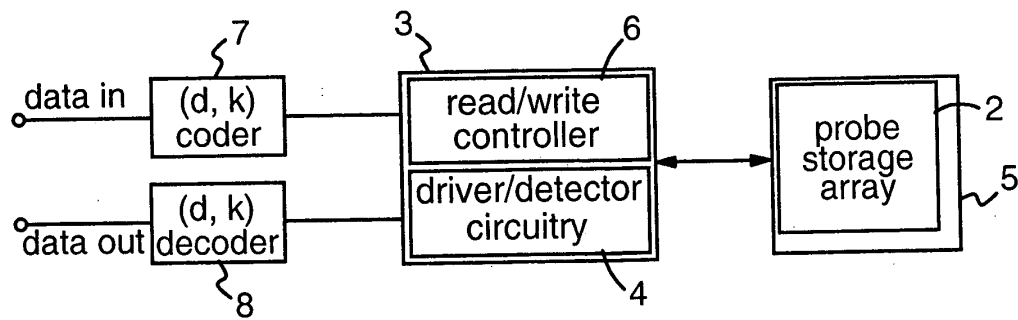 7
3
6
data in
(d, k)
coder
read/write
controller
probe
storage
array
2
5
driver/detector
circuitry
(d, k)
decoder
data out
8
4